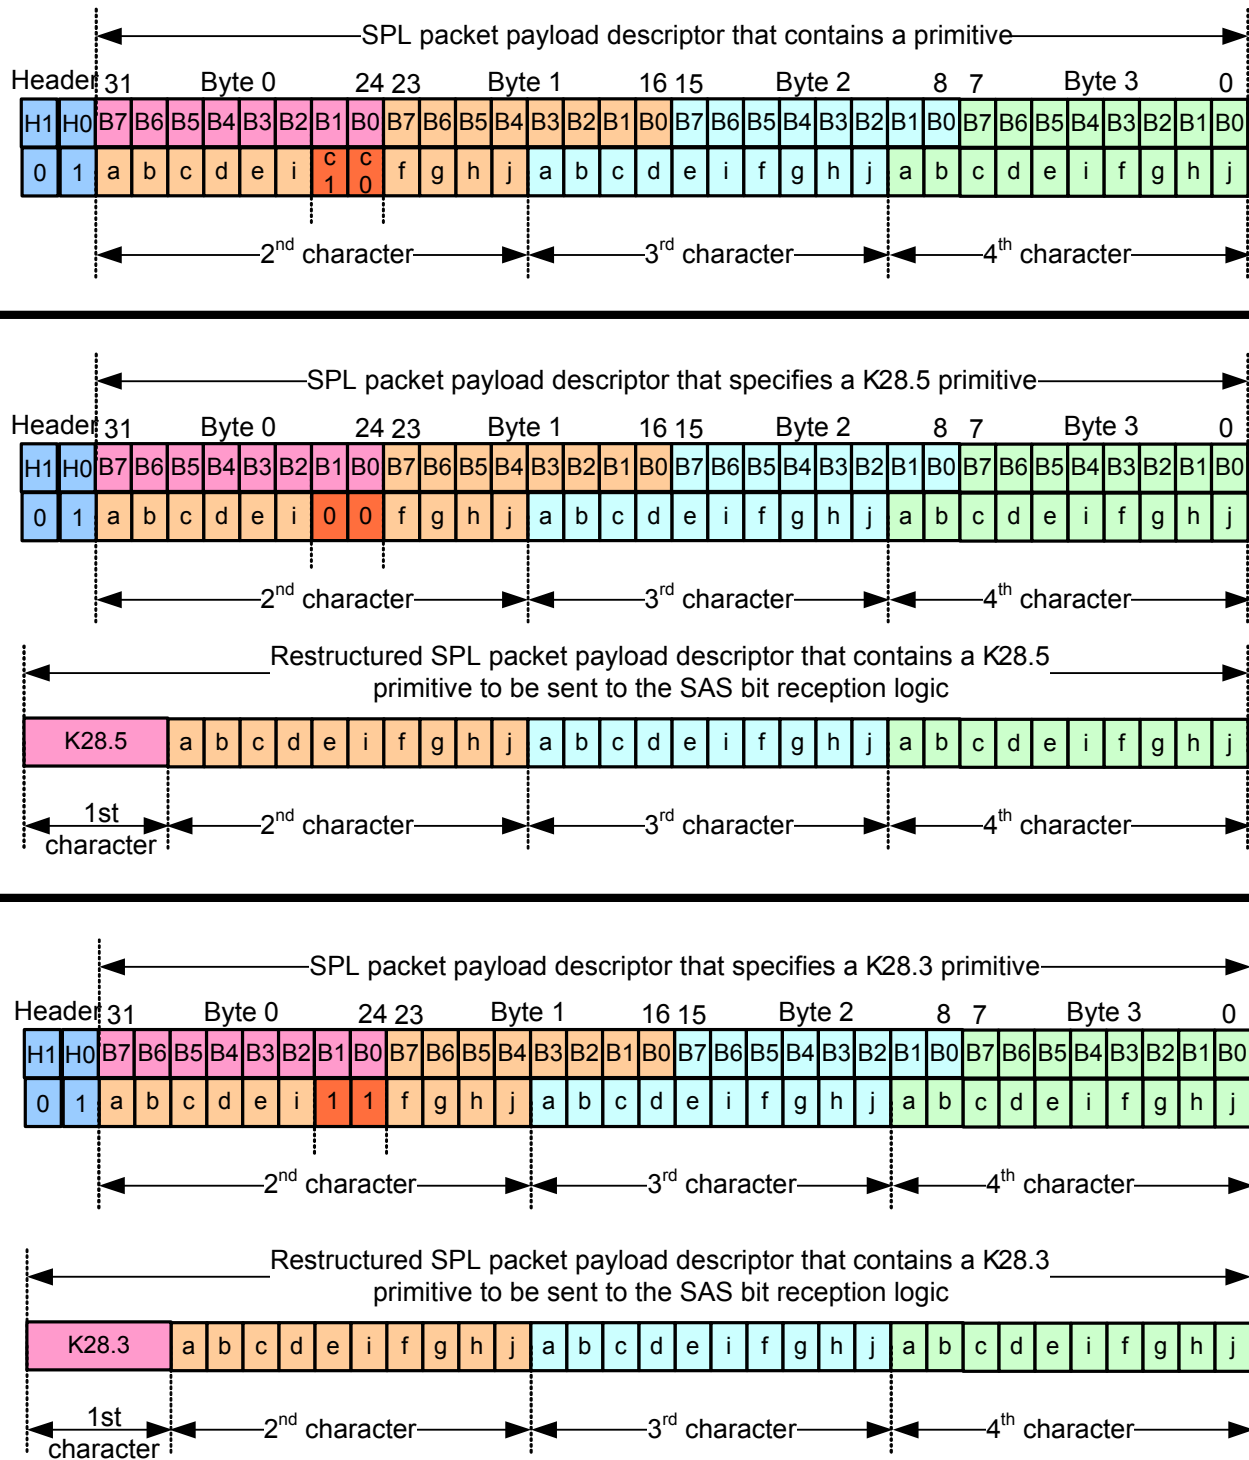 SPL packet payload descriptor that contains a primitive
Header 31 Byte 0 24 23 Byte 1 16 15 Byte 2 8 7 Byte 3 0
H1 H0 B7 B6 B5 B4 B3 B2 B1 B0 B7 B6 B5 B4 B3 B2 B1 B0 B7 B6 B5 B4 B3 B2 B1 B0 B7 B6 B5 B4 B3 B2 B1 B0
0 1 a b c d e i c1 c0 f g h j a b c d e i f g h j a b c d e i f g h j
2nd character 3rd character 4th character
SPL packet payload descriptor that specifies a K28.5 primitive
Header 31 Byte 0 24 23 Byte 1 16 15 Byte 2 8 7 Byte 3 0
H1 H0 B7 B6 B5 B4 B3 B2 B1 B0 B7 B6 B5 B4 B3 B2 B1 B0 B7 B6 B5 B4 B3 B2 B1 B0 B7 B6 B5 B4 B3 B2 B1 B0
0 1 a b c d e i 0 0 f g h j a b c d e i f g h j a b c d e i f g h j
2nd character 3rd character 4th character
Restructured SPL packet payload descriptor that contains a K28.5
primitive to be sent to the SAS bit reception logic
K28.5 a b c d e i f g h j a b c d e i f g h j a b c d e i f g h j
1st character 2nd character 3rd character 4th character
SPL packet payload descriptor that specifies a K28.3 primitive
Header 31 Byte 0 24 23 Byte 1 16 15 Byte 2 8 7 Byte 3 0
H1 H0 B7 B6 B5 B4 B3 B2 B1 B0 B7 B6 B5 B4 B3 B2 B1 B0 B7 B6 B5 B4 B3 B2 B1 B0 B7 B6 B5 B4 B3 B2 B1 B0
0 1 a b c d e i 1 1 f g h j a b c d e i f g h j a b c d e i f g h j
2nd character 3rd character 4th character
Restructured SPL packet payload descriptor that contains a K28.3
primitive to be sent to the SAS bit reception logic
K28.3 a b c d e i f g h j a b c d e i f g h j a b c d e i f g h j
1st character 2nd character 3rd character 4th character